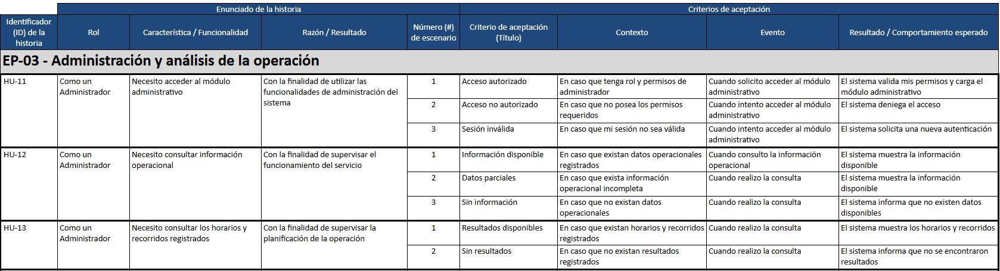 Enunciado de la historia
Criterios de aceptación
Identificador
(ID) de la
historia
Rol
Característica / Funcionalidad
Razón / Resultado
Número (#)
de escenario
Criterio de aceptación
(Título)
Contexto
Evento
Resultado / Comportamiento esperado
EP-03 - Administración y análisis de la operación
HU-11
Como un
Administrador
Necesito acceder al módulo
administrativo
Con la finalidad de utilizar las
funcionalidades de administración del
sistema
1
Acceso autorizado
En caso que tenga rol y permisos de
administrador
Cuando solicito acceder al módulo
administrativo
El sistema valida mis permisos y carga el
módulo administrativo
2
Acceso no autorizado
En caso que no posea los permisos
requeridos
Cuando intento acceder al módulo
administrativo
El sistema deniega el acceso
3
Sesión inválida
En caso que mi sesión no sea válida
Cuando intento acceder al módulo
administrativo
El sistema solicita una nueva autenticación
HU-12
Como un
Administrador
Necesito consultar información
operacional
Con la finalidad de supervisar el
funcionamiento del servicio
1
Información disponible
En caso que existan datos operacionales
registrados
Cuando consulto la información
operacional
El sistema muestra la información
disponible
2
Datos parciales
En caso que exista información
operacional incompleta
Cuando realizo la consulta
El sistema muestra la información
disponible
3
Sin información
En caso que no existan datos
operacionales
Cuando realizo la consulta
El sistema informa que no existen datos
disponibles
HU-13
Como un
Administrador
Necesito consultar los horarios y
recorridos registrados
Con la finalidad de supervisar la
planificación de la operación
1
Resultados disponibles
En caso que existan horarios y recorridos
registrados
Cuando realizo la consulta
El sistema muestra los horarios y recorridos
2
Sin resultados
En caso que no existan resultados
registrados
Cuando realizo la consulta
El sistema informa que no se encontraron
resultados